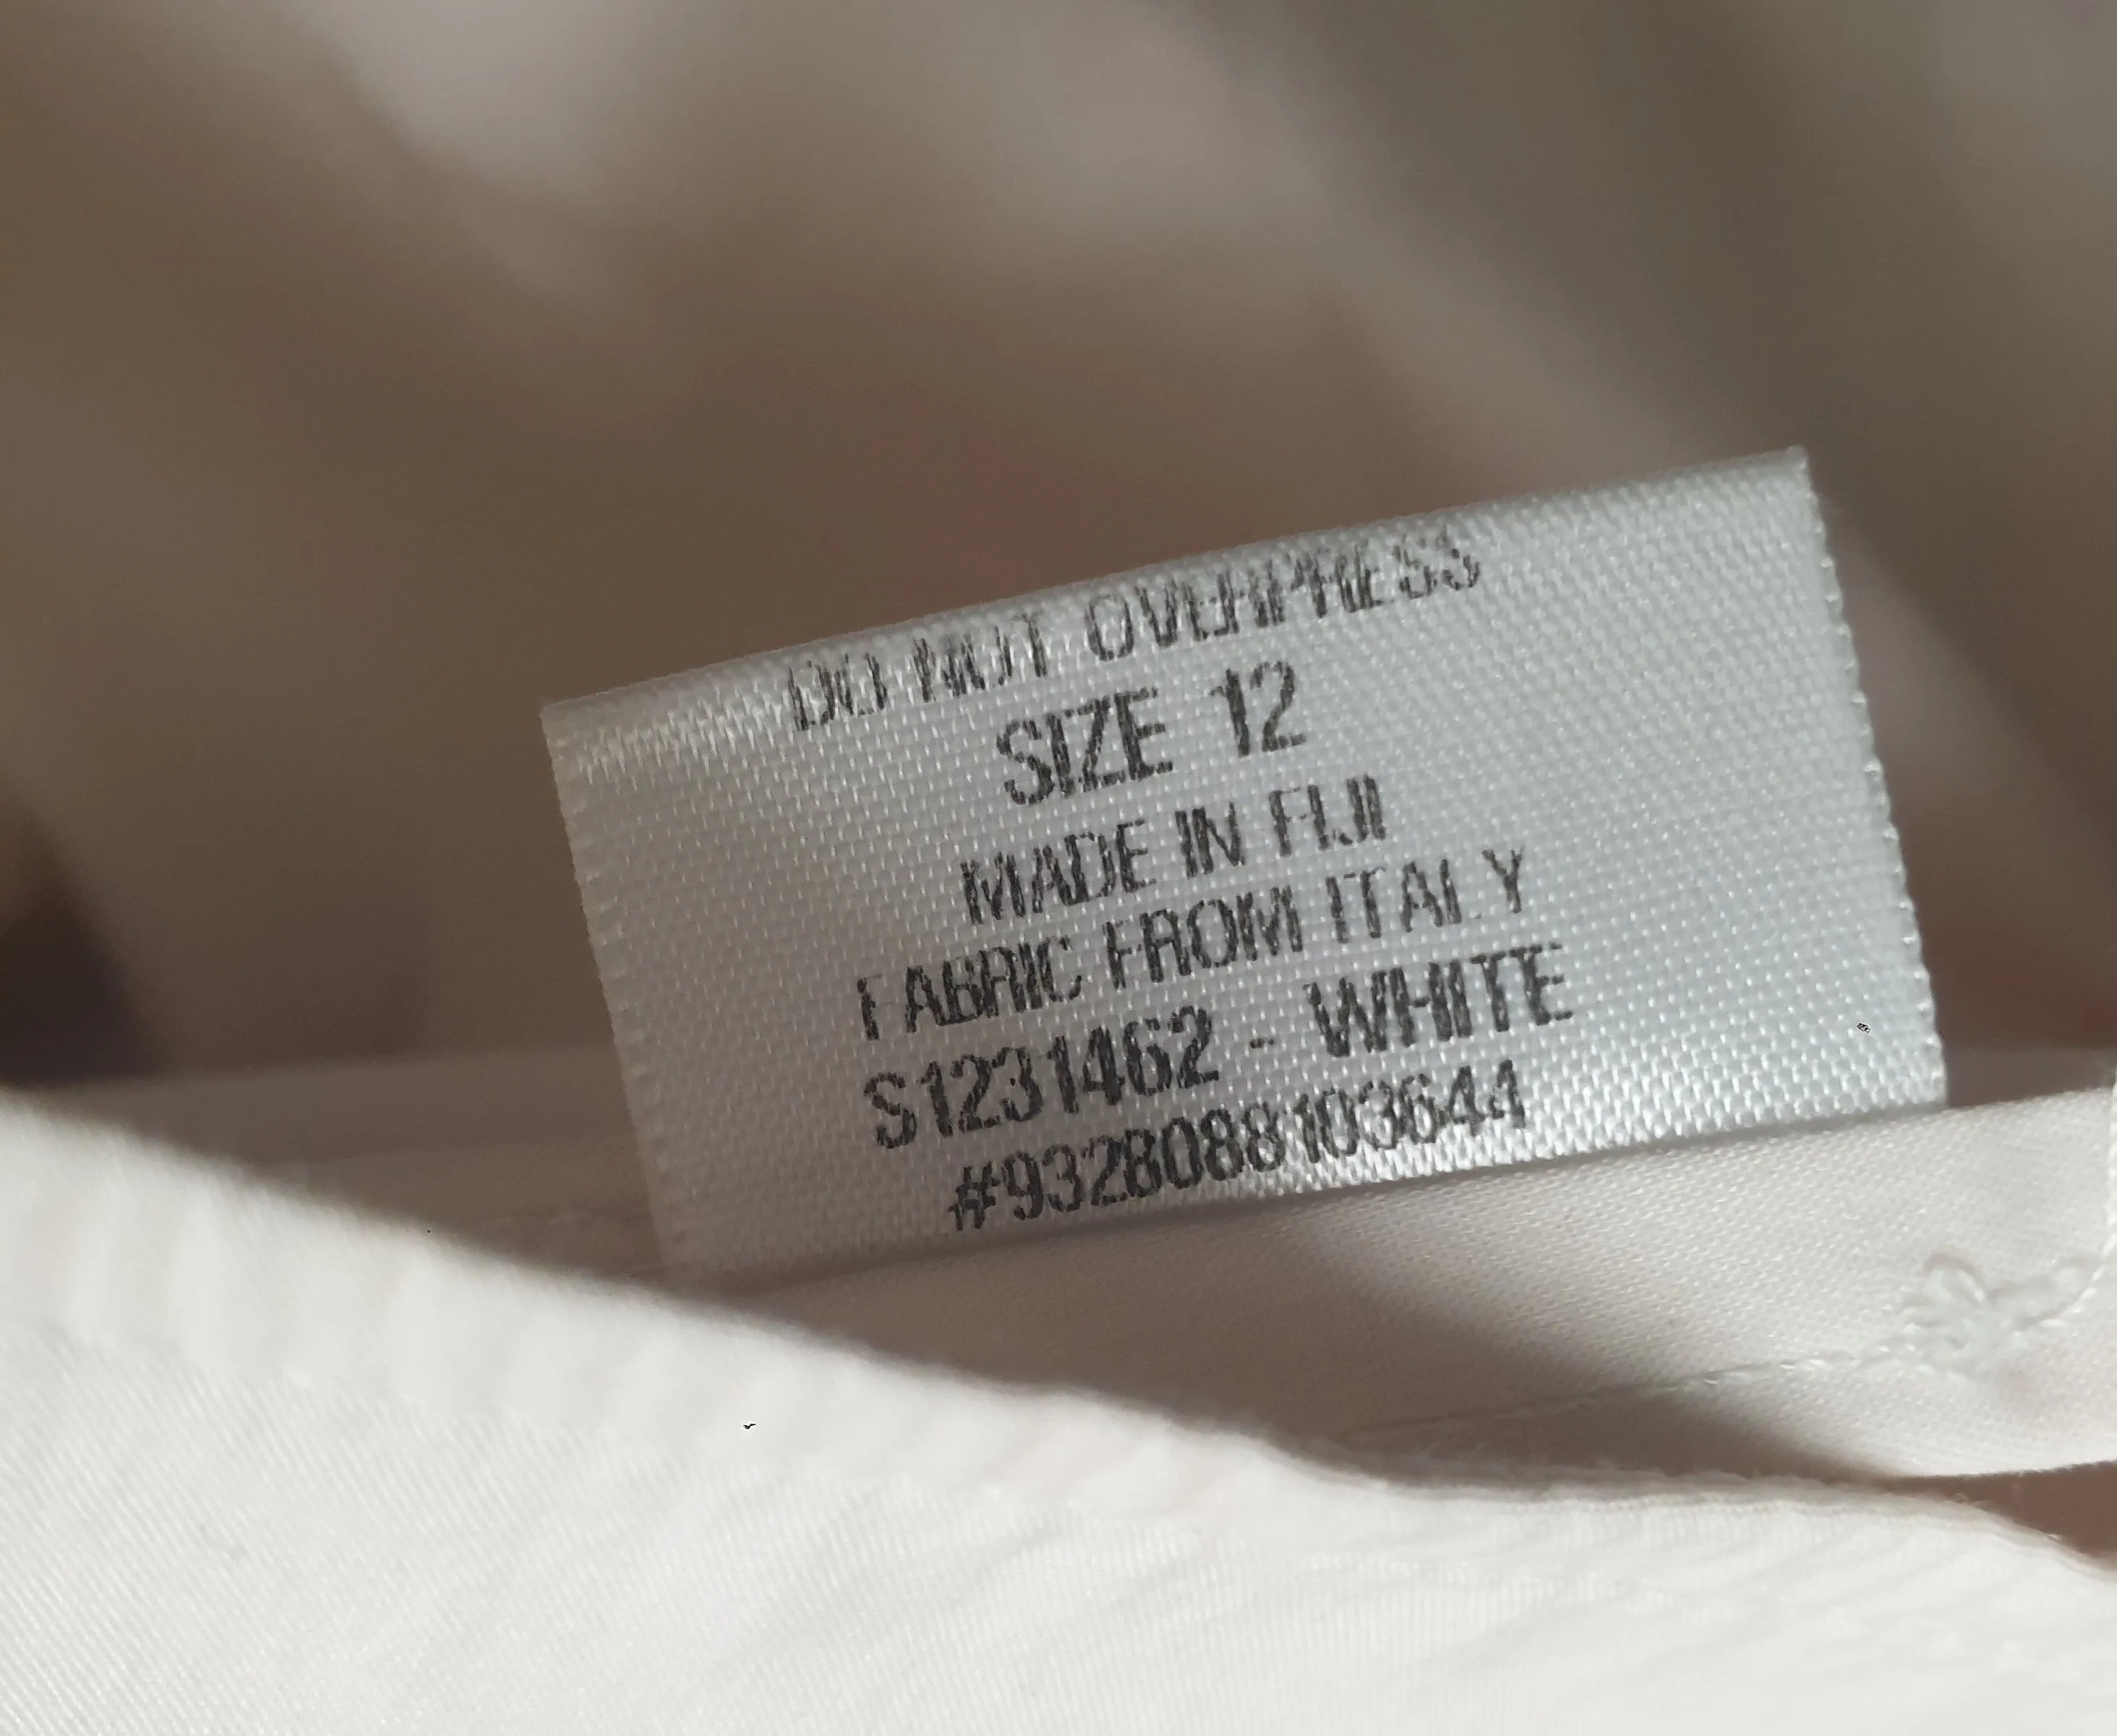 DO NOT OVERPRESS
SIZE 12
MADE IN FIJI
FABRIC FROM ITALY
S1231462 - WHITE
#9328088103644